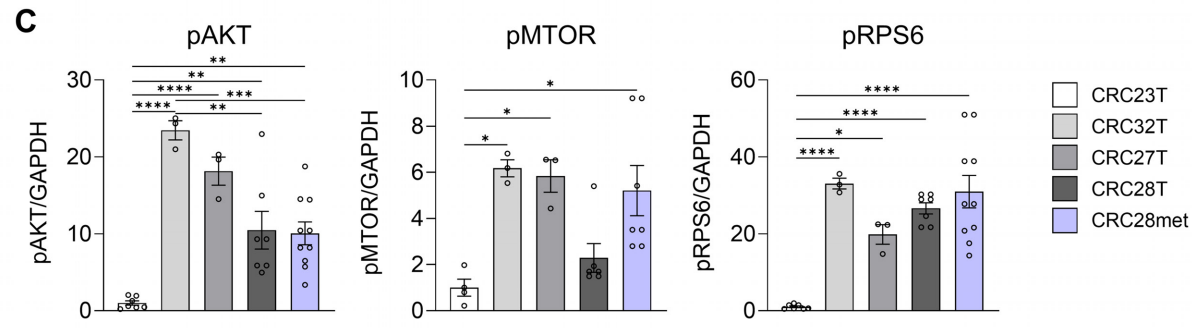 C
pAKT
pAKT/GAPDH
30
20
10
0
**
**
****
***
****
**
pMTOR
pMTOR/GAPDH
10
8
6
4
2
0
*
*
*
pRPS6
pRPS6/GAPDH
60
40
20
0
****
****
*
****
CRC23T
CRC32T
CRC27T
CRC28T
CRC28met